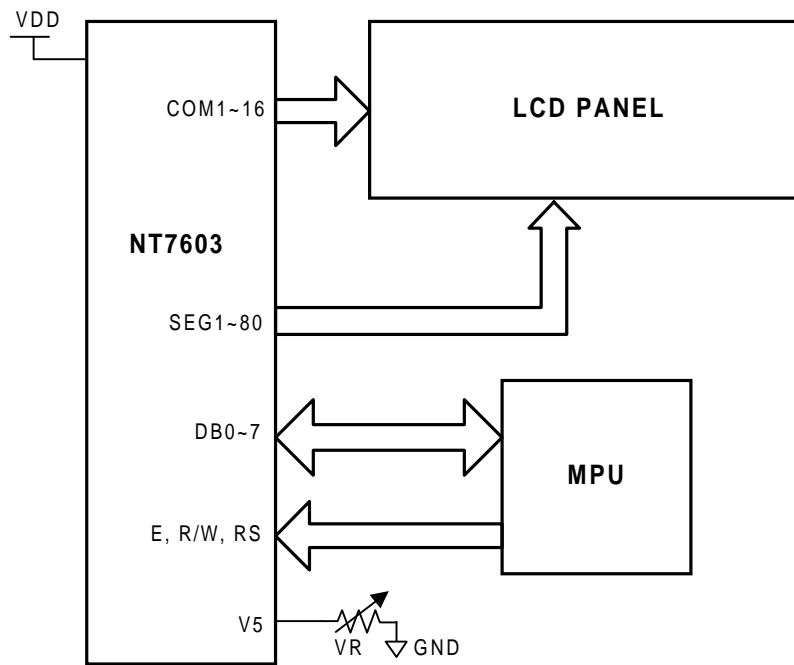 VDD
COM1~16
LCD PANEL
NT7603
SEG1~80
DB0~7
MPU
E, R/W, RS
V5
VR
GND